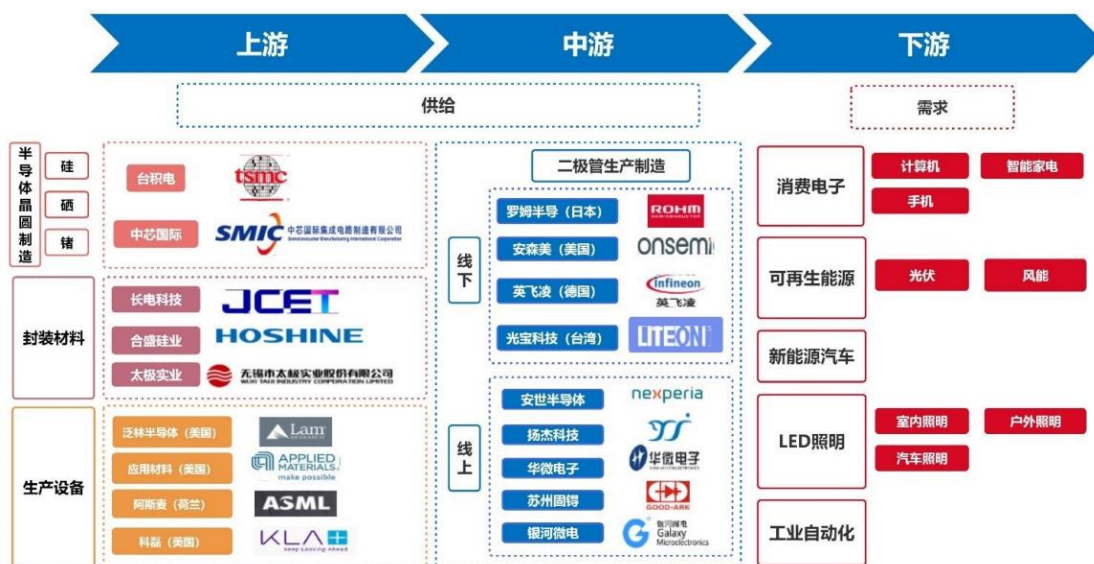 上游
中游
下游
供给
需求
半导体晶圆制造
硅
硒
锗
台积电
tsmc
中芯国际
SMIC 中芯国际集成电路制造有限公司
Semiconductor Manufacturing International Corporation
封装材料
长电科技
JCET
合盛硅业
HOSHINE
太极实业
无锡市太极实业股份有限公司
WUXI TAIJI INDUSTRY CORPORATION LIMITED
生产设备
泛林半导体（美国）
Lam
RESEARCH
应用材料（美国）
APPLIED
MATERIALS
make possible
阿斯麦（荷兰）
ASML
科磊（美国）
KLA
Keep Looking Ahead
二极管生产制造
线下
罗姆半导（日本）
ROHM
SEMICONDUCTOR
安森美（美国）
onsemi
英飞凌（德国）
infineon
英飞凌
光宝科技（台湾）
LITEON
线上
安世半导体
nexperia
扬杰科技
华微电子
华微电子
苏州固锝
GOOD-ARK
银河微电
银河微电
Galaxy
Microelectronics
消费电子
计算机
智能家电
手机
可再生能源
光伏
风能
新能源汽车
LED照明
室内照明
户外照明
汽车照明
工业自动化